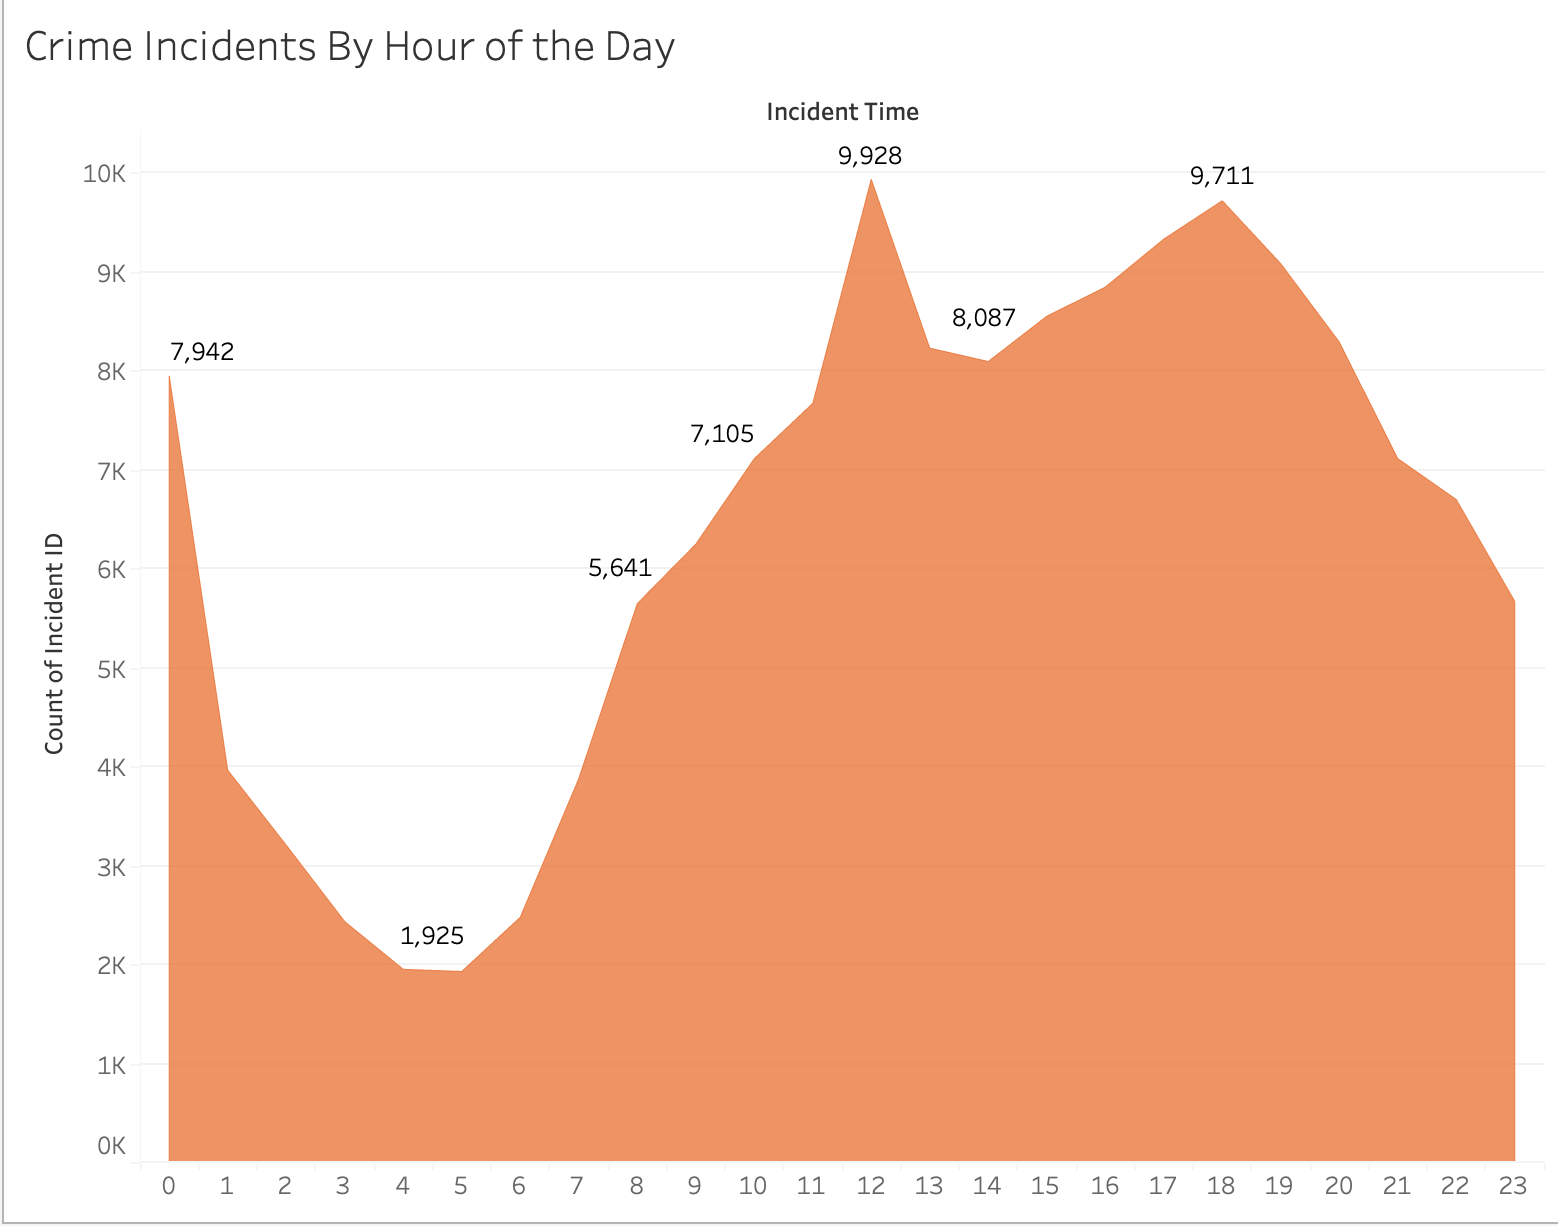 Crime Incidents By Hour of the Day
Incident Time
9,928
10K
9,711
9K
8,087
7,942
8K
7,105
7K
5,641
6K
Count of Incident ID
5K
4K
3K
1,925
2K
1K
0K
0 1 2 3 4 5 6 7 8 9 10 11 12 13 14 15 16 17 18 19 20 21 22 23